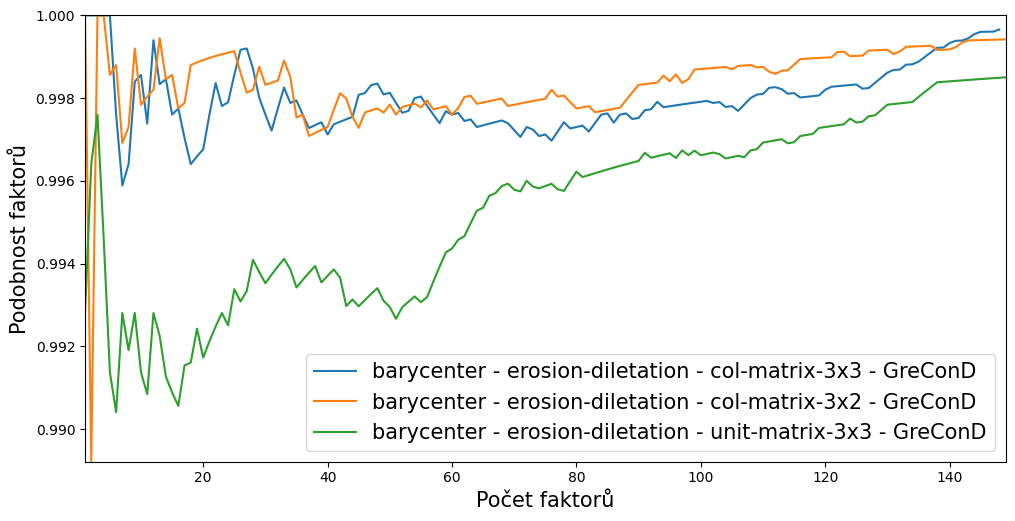 1.000
0.998
0.996
0.994
0.992
0.990
Podobnost faktorů
barycenter - erosion-diletation - col-matrix-3x3 - GreConD
barycenter - erosion-diletation - col-matrix-3x2 - GreConD
barycenter - erosion-diletation - unit-matrix-3x3 - GreConD
20 40 60 80 100 120 140
Počet faktorů